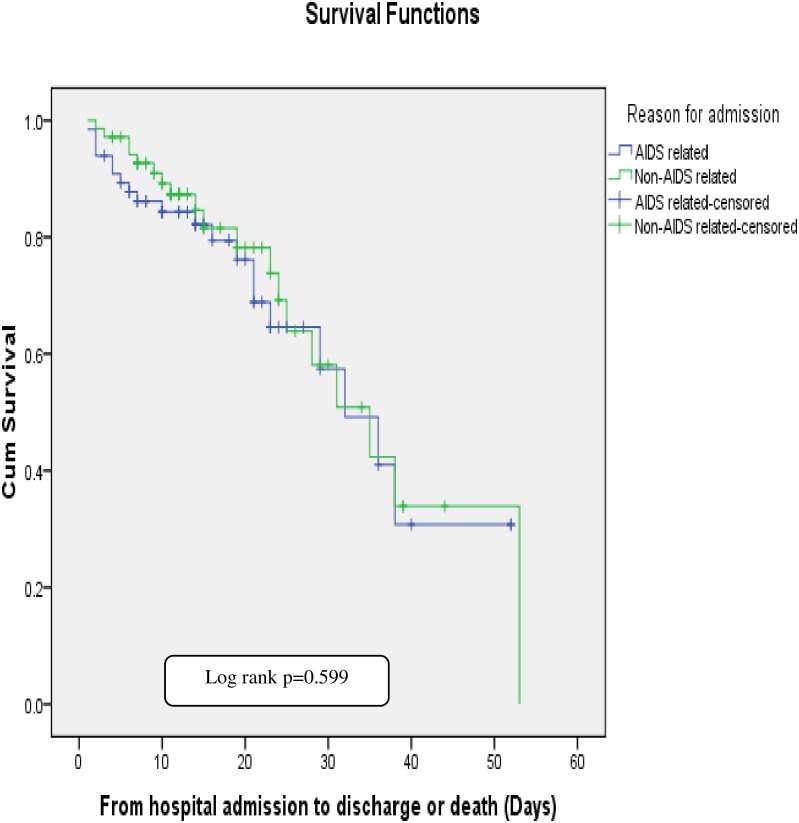 Survival Functions
Reason for admission
AIDS related
Non-AIDS related
AIDS related-censored
Non-AIDS related-censored
Cum Survival
1.0
0.8
0.6
0.4
0.2
0.0
Log rank p=0.599
0 10 20 30 40 50 60
From hospital admission to discharge or death (Days)